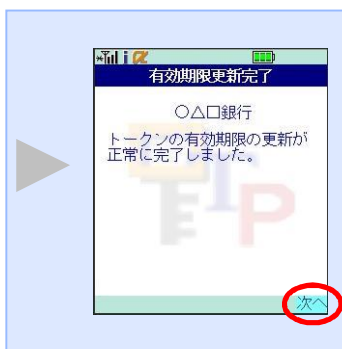 有効期限更新完了
○△□銀行
トークンの有効期限の更新が
正常に完了しました。
TP
次へ